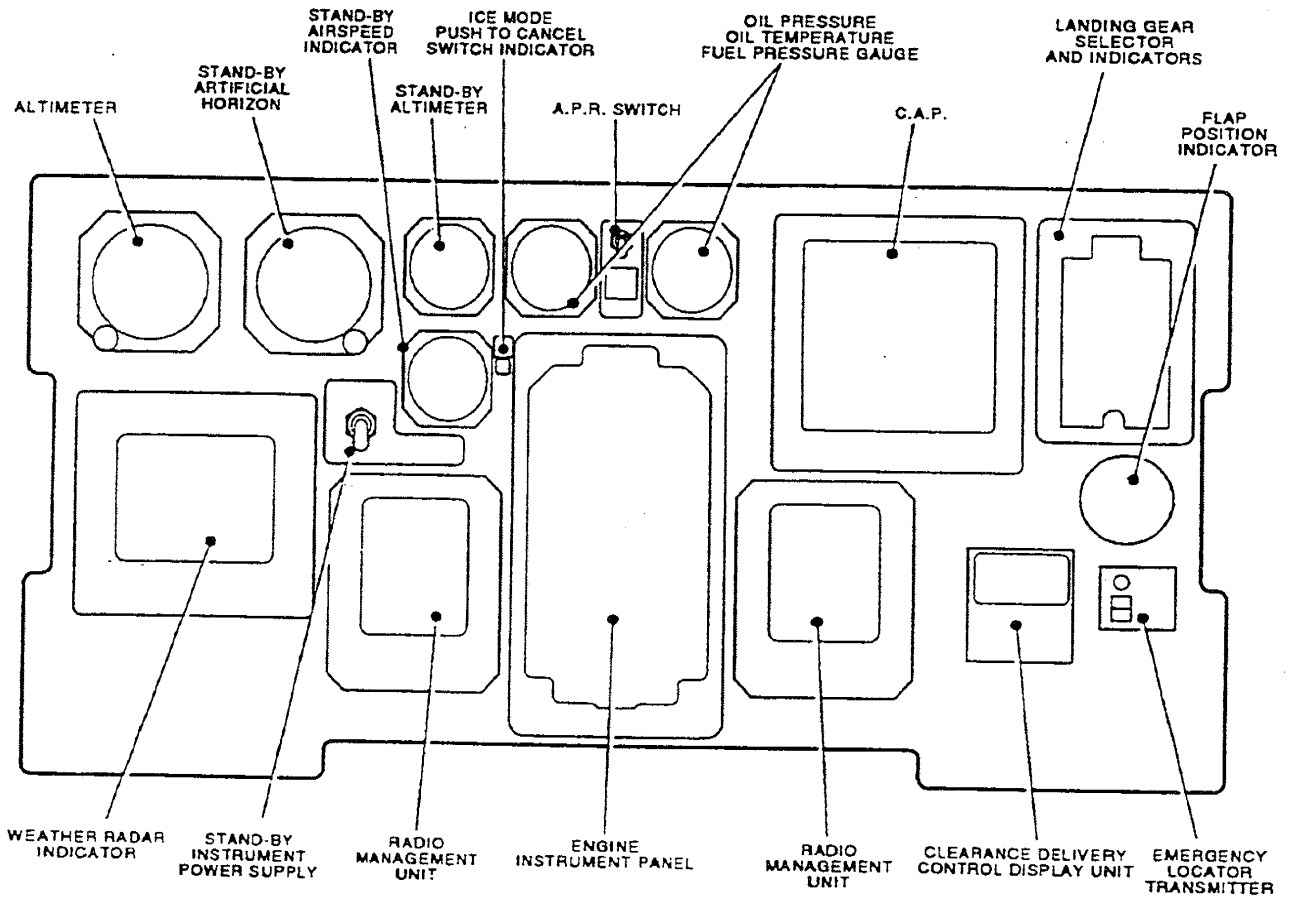 STAND-BY
AIRSPEED
INDICATOR
ICE MODE
PUSH TO CANCEL
SWITCH INDICATOR
OIL PRESSURE
OIL TEMPERATURE
FUEL PRESSURE GAUGE
LANDING GEAR
SELECTOR
AND INDICATORS
STAND-BY
ARTIFICIAL
HORIZON
ALTIMETER
STAND-BY
ALTIMETER
A.P.R. SWITCH
C.A.P.
FLAP
POSITION
INDICATOR
WEATHER RADAR
INDICATOR
STAND-BY
INSTRUMENT
POWER SUPPLY
RADIO
MANAGEMENT
UNIT
ENGINE
INSTRUMENT PANEL
RADIO
MANAGEMENT
UNIT
CLEARANCE DELIVERY
CONTROL DISPLAY UNIT
EMERGENCY
LOCATOR
TRANSMITTER